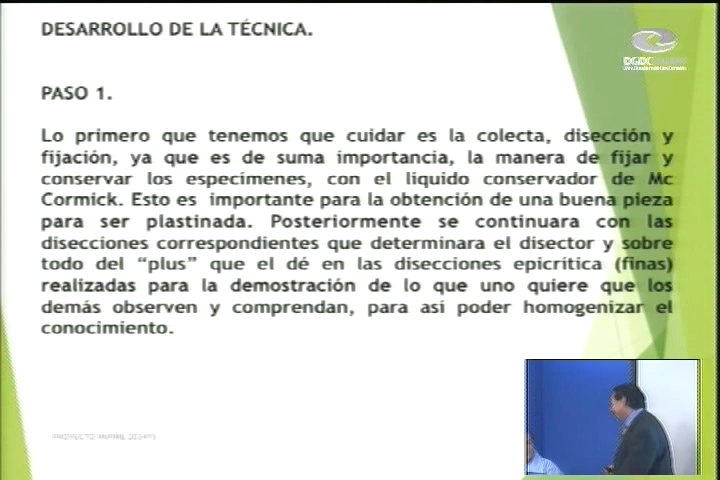 DESARROLLO DE LA TÉCNICA.
PASO 1.
Lo primero que tenemos que cuidar es la colecta, disección y
fijación, ya que es de suma importancia, la manera de fijar y
conservar los especímenes, con el liquido conservador de Mc
Cormick. Esto es importante para la obtención de una buena pieza
para ser plastinada. Posteriormente se continuara con las
disecciones correspondientes que determinara el disector y sobre
todo del “plus” que el dé en las disecciones epicrítica (finas)
realizadas para la demostración de lo que uno quiere que los
demás observen y comprendan, para así poder homogenizar el
conocimiento.
PROYECTO